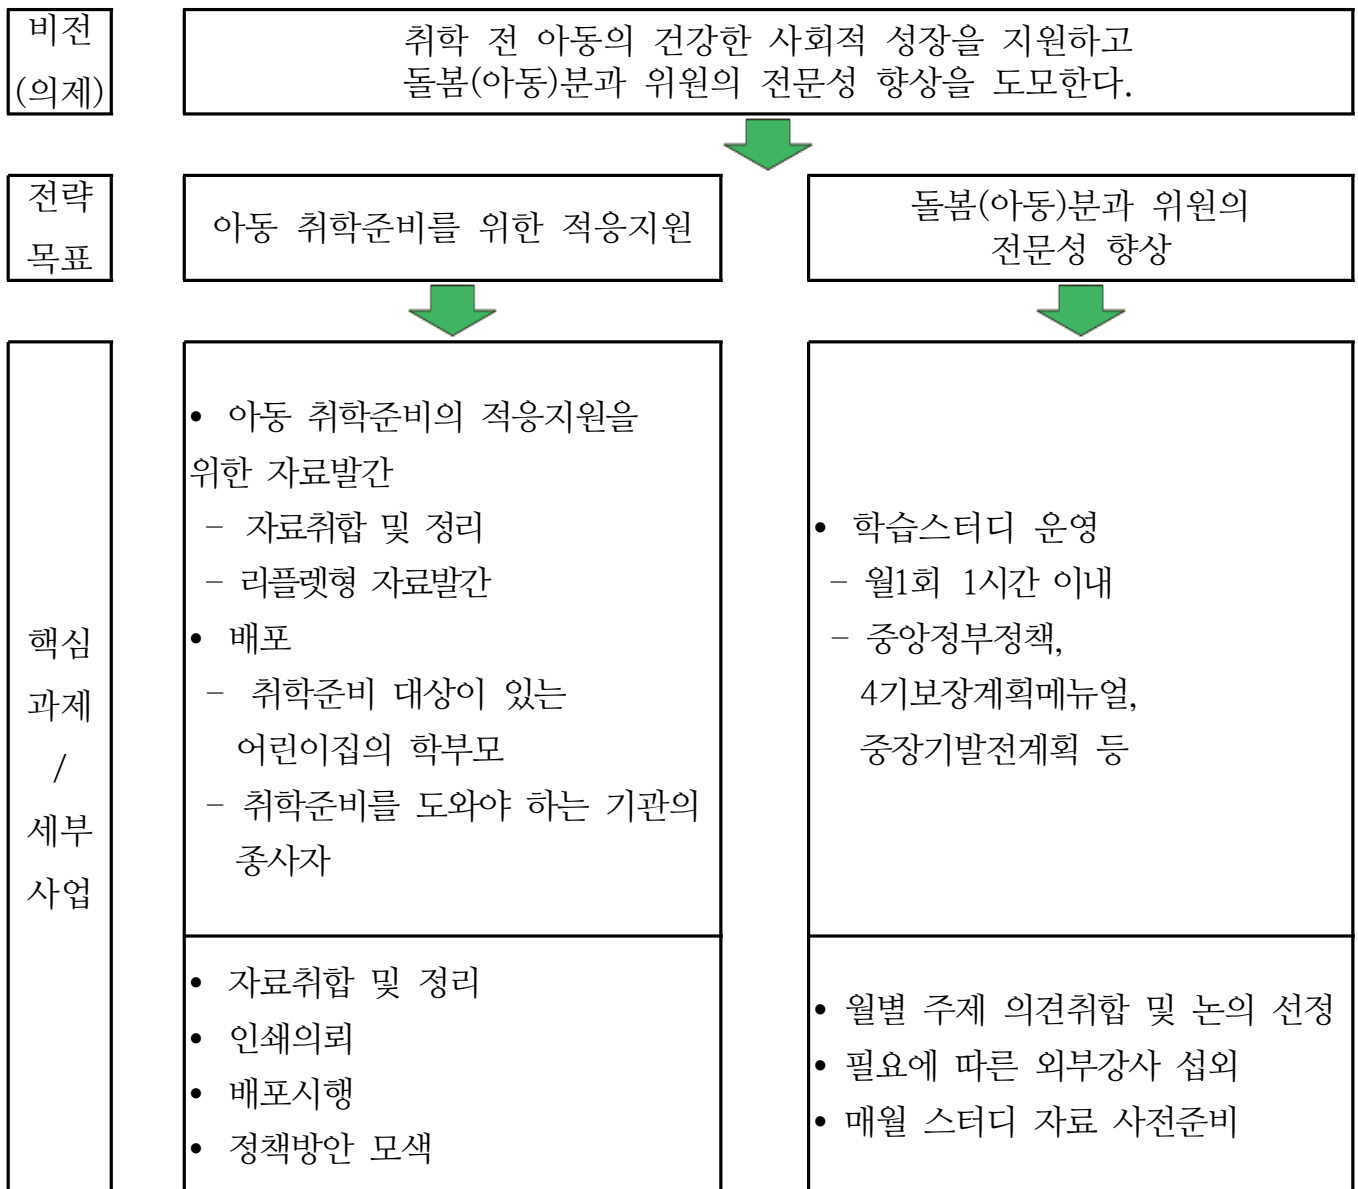 비전
(의제)
취학 전 아동의 건강한 사회적 성장을 지원하고
돌봄(아동)분과 위원의 전문성 향상을 도모한다.
전략
목표
아동 취학준비를 위한 적응지원
돌봄(아동)분과 위원의
전문성 향상
핵심
과제
/
세부
사업
• 아동 취학준비의 적응지원을
위한 자료발간
- 자료취합 및 정리
- 리플렛형 자료발간
• 배포
- 취학준비 대상이 있는
어린이집의 학부모
- 취학준비를 도와야 하는 기관의
종사자
• 학습스터디 운영
- 월1회 1시간 이내
- 중앙정부정책,
4기보장계획메뉴얼,
중장기발전계획 등
• 자료취합 및 정리
• 인쇄의뢰
• 배포시행
• 정책방안 모색
• 월별 주제 의견취합 및 논의 선정
• 필요에 따른 외부강사 섭외
• 매월 스터디 자료 사전준비